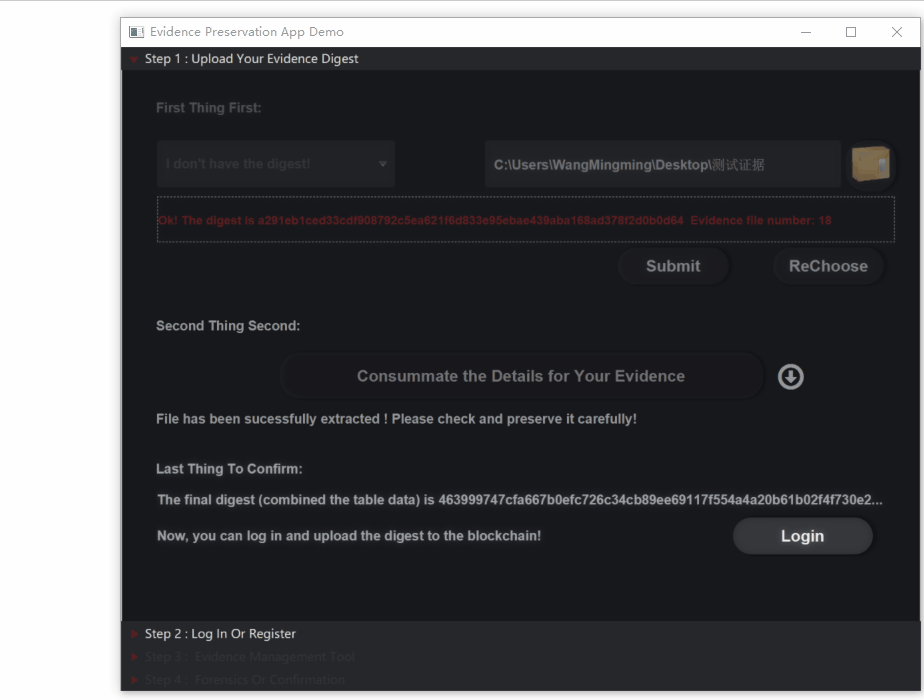 Evidence Preservation App Demo
Step 1 : Upload Your Evidence Digest
First Thing First:
I don't have the digest!
C:\Users\WangMingming\Desktop\测试证据
Ok! The digest is a291eb1ced33cdf908792c5ea621f6d833e95ebae439aba168ad378f2d0b0d64 Evidence file number: 18
Submit ReChoose
Second Thing Second:
Consummate the Details for Your Evidence
File has been sucessfully extracted ! Please check and preserve it carefully!
Last Thing To Confirm:
The final digest (combined the table data) is 463999747cfa667b0efc726c34cb89ee69117f554a4a20b61b02f4f730e2...
Now, you can log in and upload the digest to the blockchain!
Login
Step 2 : Log In Or Register
Step 3 : Evidence Management Tool
Step 4 : Forensics Or Confirmation